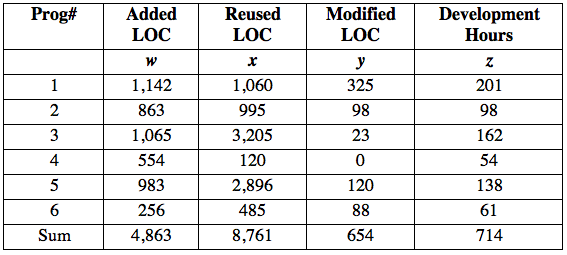 Prog# Added LOC Reused LOC Modified LOC Development Hours
w x y z
1 1,142 1,060 325 201
2 863 995 98 98
3 1,065 3,205 23 162
4 554 120 0 54
5 983 2,896 120 138
6 256 485 88 61
Sum 4,863 8,761 654 714